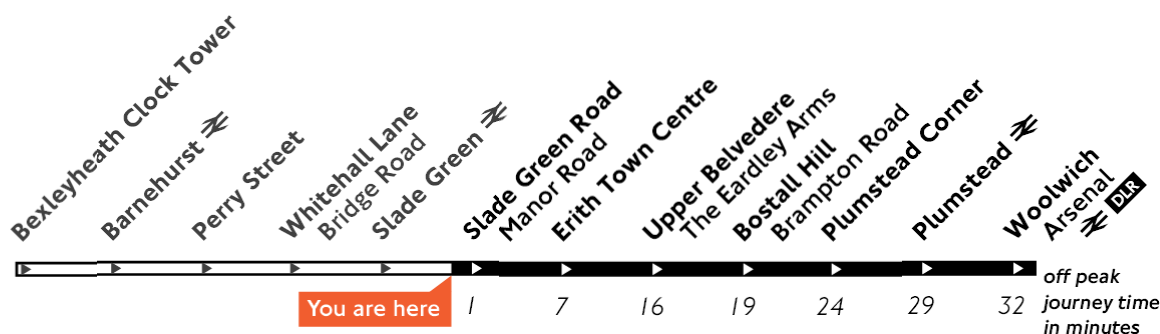 Bexleyheath Clock Tower
Barnehurst
Perry Street
Whitehall Lane
Bridge Road
Slade Green
Slade Green Road
Manor Road
Erith Town Centre
Upper Belvedere
The Eardley Arms
Bostall Hill
Brampton Road
Plumstead Corner
Plumstead
Woolwich
Arsenal
DLR
You are here
1 7 16 19 24 29 32
off peak
journey time
in minutes